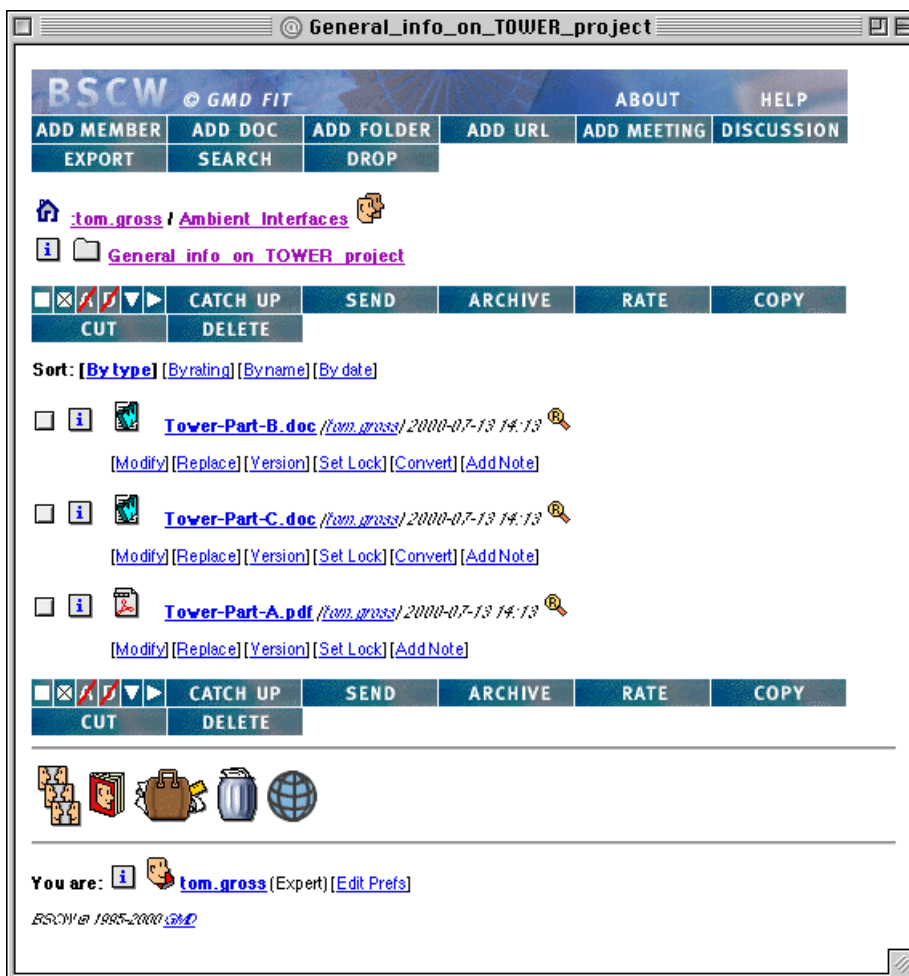 General_info_on_TOWER_project
BSCW © GMD FIT ABOUT HELP
ADD MEMBER ADD DOC ADD FOLDER ADD URL ADD MEETING DISCUSSION
EXPORT SEARCH DROP
:tom.gross / Ambient Interfaces
i General info on TOWER project
CATCH UP SEND ARCHIVE RATE COPY
CUT DELETE
Sort: [By type] [By rating] [By name] [By date]
i Tower-Part-B.doc /tom.gross/ 2000-07-13 14:13 R
[Modify] [Replace] [Version] [Set Lock] [Convert] [Add Note]
i Tower-Part-C.doc /tom.gross/ 2000-07-13 14:13 R
[Modify] [Replace] [Version] [Set Lock] [Convert] [Add Note]
i Tower-Part-A.pdf /tom.gross/ 2000-07-13 14:13 R
[Modify] [Replace] [Version] [Set Lock] [Add Note]
CATCH UP SEND ARCHIVE RATE COPY
CUT DELETE
You are: i tom.gross (Expert) [Edit Prefs]
BSCW @ 1995-2000 GMD